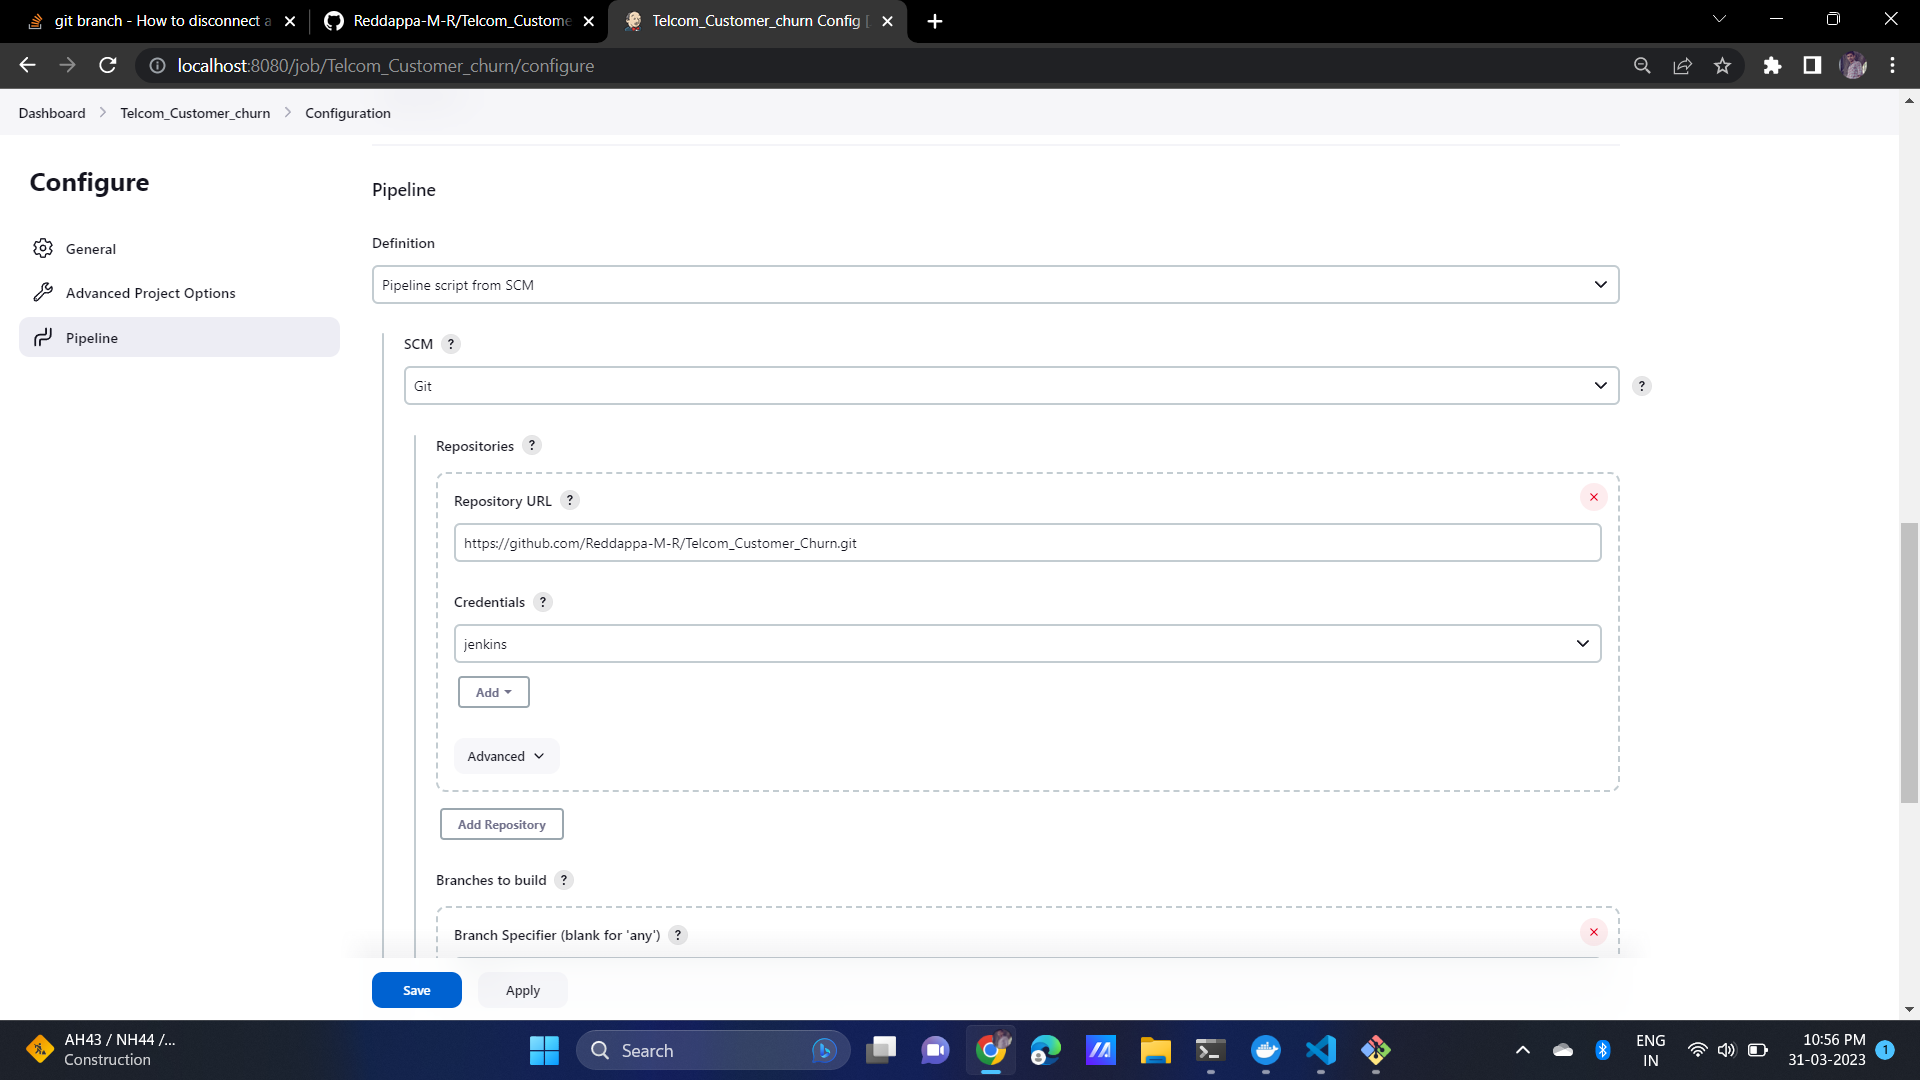 git branch - How to disconnect a
Reddappa-M-R/Telcom_Custome
Telcom_Customer_churn Config [
localhost:8080/job/Telcom_Customer_churn/configure
Dashboard Telcom_Customer_churn Configuration
Configure
General
Advanced Project Options
Pipeline
Pipeline
Definition
Pipeline script from SCM
SCM ?
Git
?
Repositories ?
Repository URL ?
https://github.com/Reddappa-M-R/Telcom_Customer_Churn.git
Credentials ?
jenkins
Add
Advanced
Add Repository
Branches to build ?
Branch Specifier (blank for 'any') ?
Save Apply
AH43 / NH44 /...
Construction
Search
ENG
IN
10:56 PM
31-03-2023
1